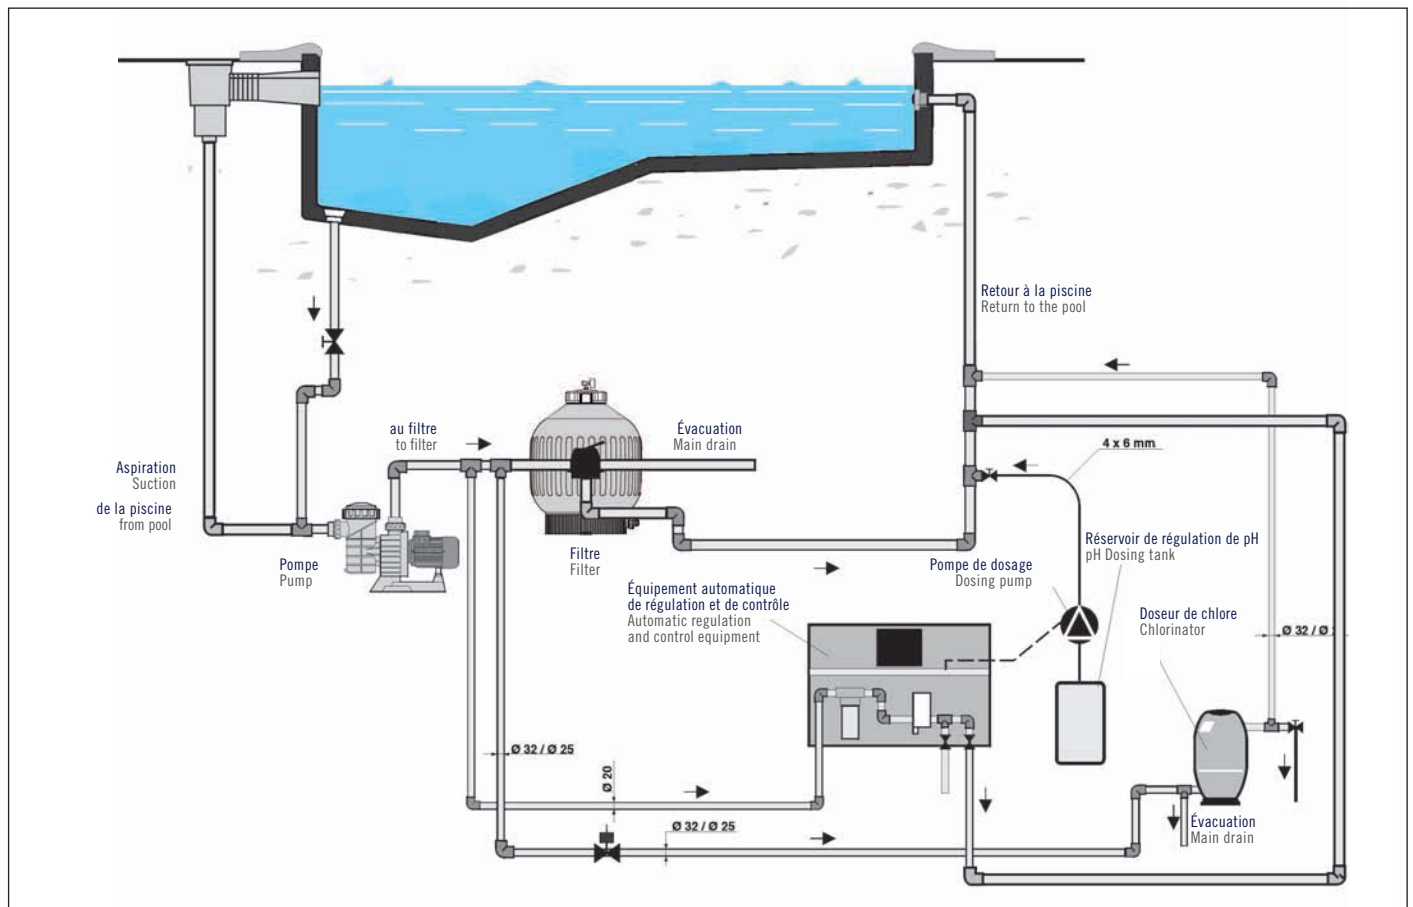 Retour à la piscine
Return to the pool
au filtre
to filter
Évacuation
Main drain
4 x 6 mm
Aspiration
Suction
de la piscine
from pool
Pompe
Pump
Filtre
Filter
Pompe de dosage
Dosing pump
Réservoir de régulation de pH
pH Dosing tank
Équipement automatique
de régulation et de contrôle
Automatic regulation
and control equipment
Doseur de chlore
Chlorinator
Ø 32 / Ø
Ø 32 / Ø 25
Ø 20
Ø 32 / Ø 25
Évacuation
Main drain